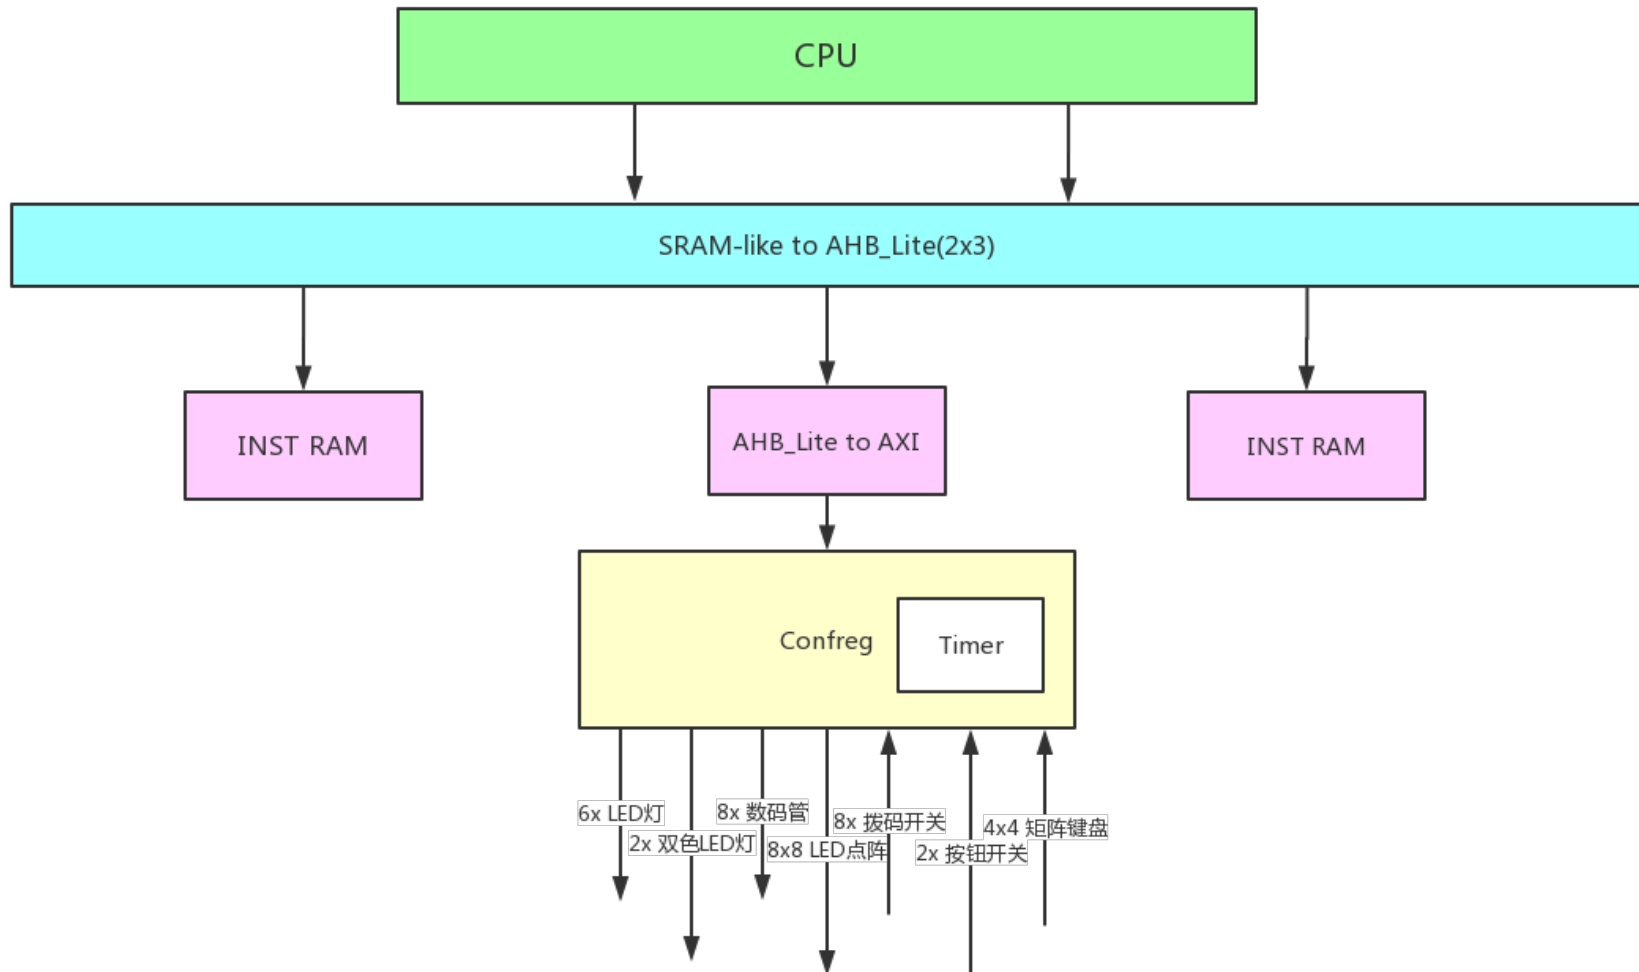 CPU
SRAM-like to AHB_Lite(2x3)
INST RAM
AHB_Lite to AXI
INST RAM
Confreg
Timer
6x LED灯
2x 双色LED灯
8x 数码管
8x8 LED点阵
8x 拨码开关
2x 按钮开关
4x4 矩阵键盘